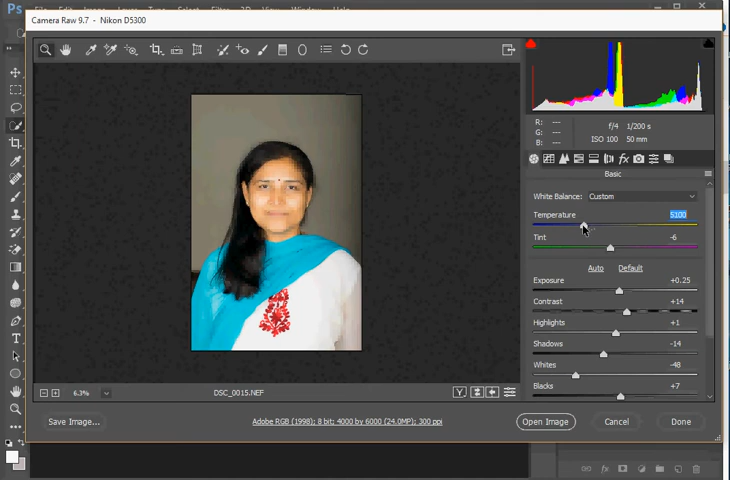 Ps
Camera Raw 9.7 - Nikon D5300
R: ---
G: ---
B: ---
f/4 1/200 s
ISO 100 50 mm
fx
Basic
White Balance: Custom
Temperature 5100
Tint -6
Auto Default
Exposure +0.25
Contrast +14
Highlights +1
Shadows -14
Whites -48
Blacks +7
6.3%
DSC_0015.NEF
Y
Save Image...
Adobe RGB (1998); 8 bit; 4000 by 6000 (24.0MP); 300 ppi
Open Image
Cancel
Done
T
fx